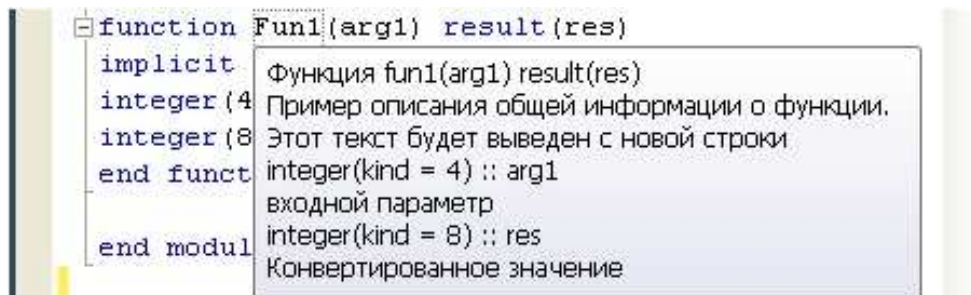 function Fun1(arg1) result(res)
implicit
integer(4
integer(8
end funct
end modul
Функция fun1(arg1) result(res)
Пример описания общей информации о функции.
Этот текст будет выведен с новой строки
integer(kind = 4) :: arg1
входной параметр
integer(kind = 8) :: res
Конвертированное значение